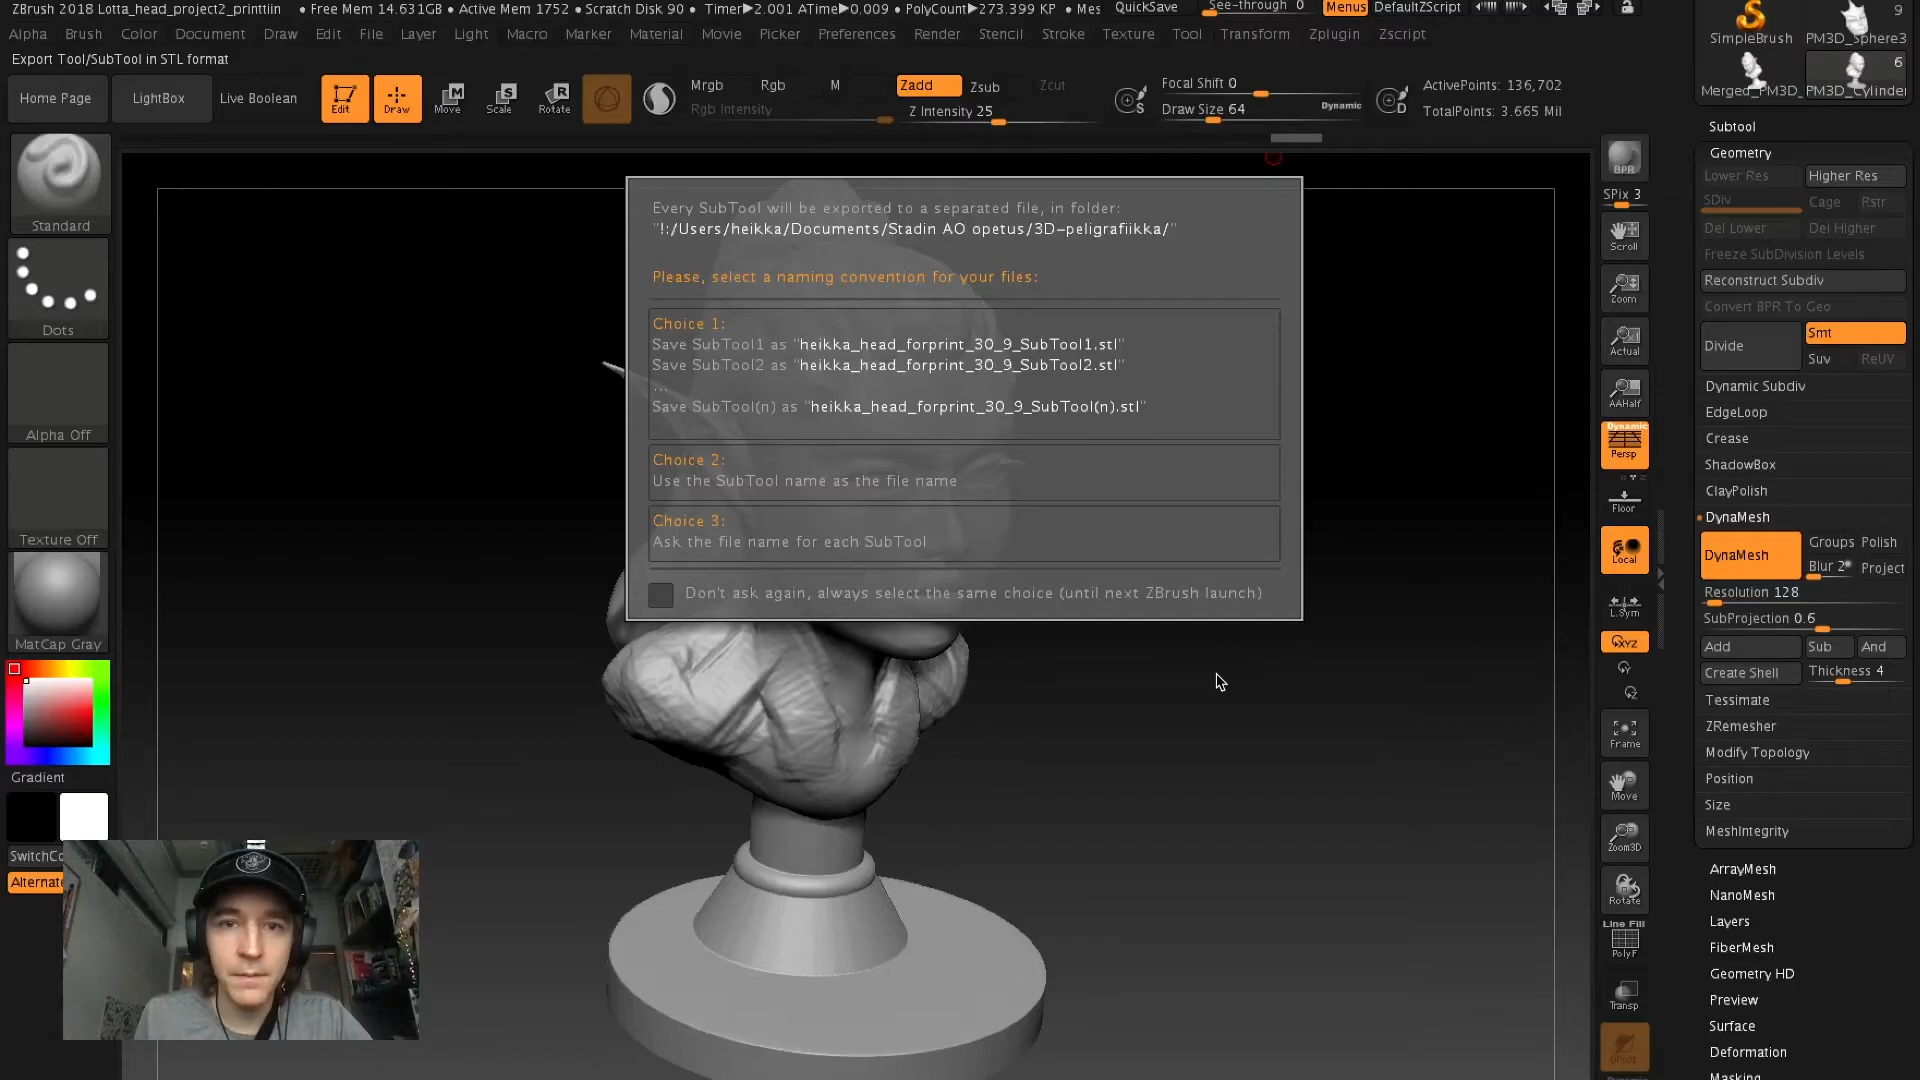 ZBrush 2018 Lotta_head_project2_printtiin • Free Mem 14.631GB • Active Mem 1752 • Scratch Disk 90 • Timer▶2.001 ATime▶0.009 • PolyCount▶273.399 KP • Mes QuickSave See-through 0 Menus DefaultZScript
Alpha Brush Color Document Draw Edit File Layer Light Macro Marker Material Movie Picker Preferences Render Stencil Stroke Texture Tool Transform Zplugin Zscript
Export Tool/SubTool in STL format
Home Page LightBox Live Boolean
Edit Draw Move Scale Rotate
Mrgb Rgb M
Rgb Intensity
Zadd Zsub Zcut
Z Intensity 25
Focal Shift 0
Draw Size 64 Dynamic
ActivePoints: 136,702
TotalPoints: 3.665 Mil
Standard
Dots
Alpha Off
Texture Off
MatCap Gray
Gradient
SwitchCo
Alternate
Every SubTool will be exported to a separated file, in folder:
"!:/Users/heikka/Documents/Stadin AO opetus/3D-peligrafiikka/"
Please, select a naming convention for your files:
Choice 1:
Save SubTool1 as "heikka_head_forprint_30_9_SubTool1.stl"
Save SubTool2 as "heikka_head_forprint_30_9_SubTool2.stl"
...
Save SubTool(n) as "heikka_head_forprint_30_9_SubTool(n).stl"
Choice 2:
Use the SubTool name as the file name
Choice 3:
Ask the file name for each SubTool
Don't ask again, always select the same choice (until next ZBrush launch)
BPR
SPix 3
Scroll
Zoom
Actual
AAHalf
Dynamic
Persp
Floor
Local
L.Sym
XYZ
Y
Z
Frame
Move
Zoom3D
Rotate
Line Fill
PolyF
Transp
Ghost
9
SimpleBrush PM3D_Sphere3
6
Merged_PM3D_ PM3D_Cylinder
Subtool
Geometry
Lower Res Higher Res
SDiv Cage Rstr
Del Lower Del Higher
Freeze SubDivision Levels
Reconstruct Subdiv
Convert BPR To Geo
Divide Smt
Suv ReUV
Dynamic Subdiv
EdgeLoop
Crease
ShadowBox
ClayPolish
DynaMesh
DynaMesh Groups Polish
Blur 2 Project
Resolution 128
SubProjection 0.6
Add Sub And
Create Shell Thickness 4
Tessimate
ZRemesher
Modify Topology
Position
Size
MeshIntegrity
ArrayMesh
NanoMesh
Layers
FiberMesh
Geometry HD
Preview
Surface
Deformation
Masking